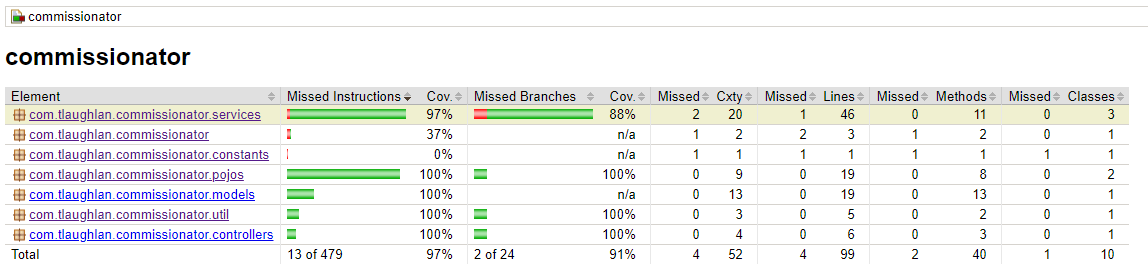 commissionator
commissionator
Element Missed Instructions Cov. Missed Branches Cov. Missed Cxty Missed Lines Missed Methods Missed Classes
com.tlaughlan.commissionator.services 97% 88% 2 20 1 46 0 11 0 3
com.tlaughlan.commissionator 37% n/a 1 2 2 3 1 2 0 1
com.tlaughlan.commissionator.constants 0% n/a 1 1 1 1 1 1 1 1
com.tlaughlan.commissionator.pojos 100% 100% 0 9 0 19 0 8 0 2
com.tlaughlan.commissionator.models 100% n/a 0 13 0 19 0 13 0 1
com.tlaughlan.commissionator.util 100% 100% 0 3 0 5 0 2 0 1
com.tlaughlan.commissionator.controllers 100% 100% 0 4 0 6 0 3 0 1
Total 13 of 479 97% 2 of 24 91% 4 52 4 99 2 40 1 10